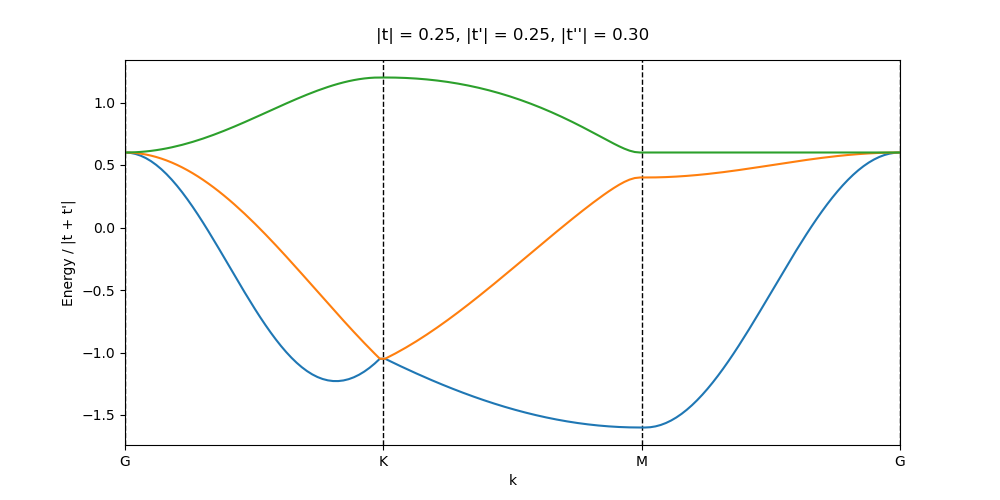 |t| = 0.25, |t'| = 0.25, |t''| = 0.30
Energy / |t + t'|
1.0
0.5
0.0
−0.5
−1.0
−1.5
G K M G
k